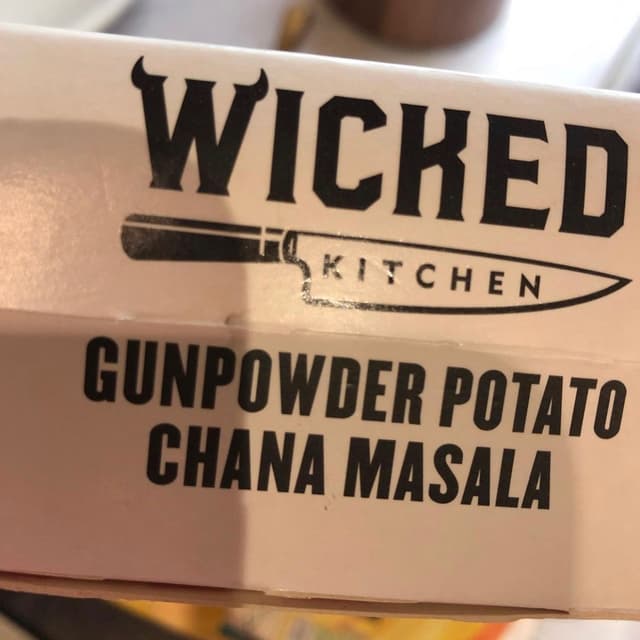 WICKED
KITCHEN
GUNPOWDER POTATO
CHANA MASALA